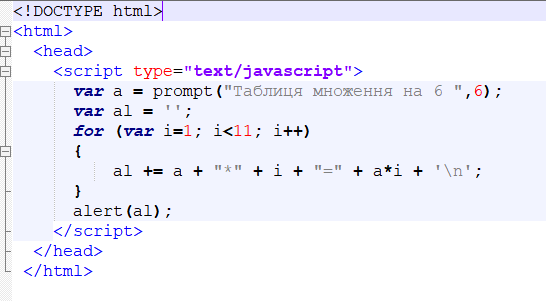 <!DOCTYPE html>
<html>
<head>
<script type="text/javascript">
var a = prompt("Таблиця множення на 6 ",6);
var al = '';
for (var i=1; i<11; i++)
{
al += a + "*" + i + "=" + a*i + '\n';
}
alert(al);
</script>
</head>
</html>